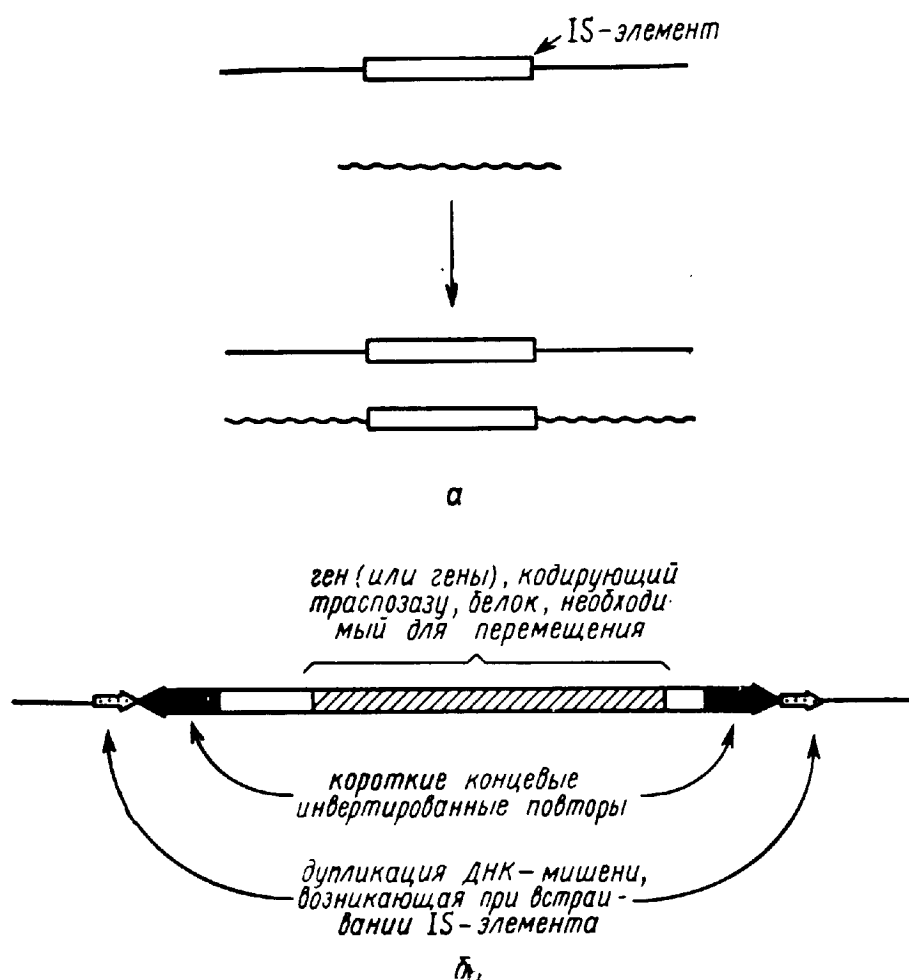 IS-элемент
а
ген (или гены), кодирующий
траспозазу, белок, необходи-
мый для перемещения
короткие концевые
инвертированные повторы
дупликация ДНК-мишени,
возникающая при встраи-
вании IS-элемента
б.